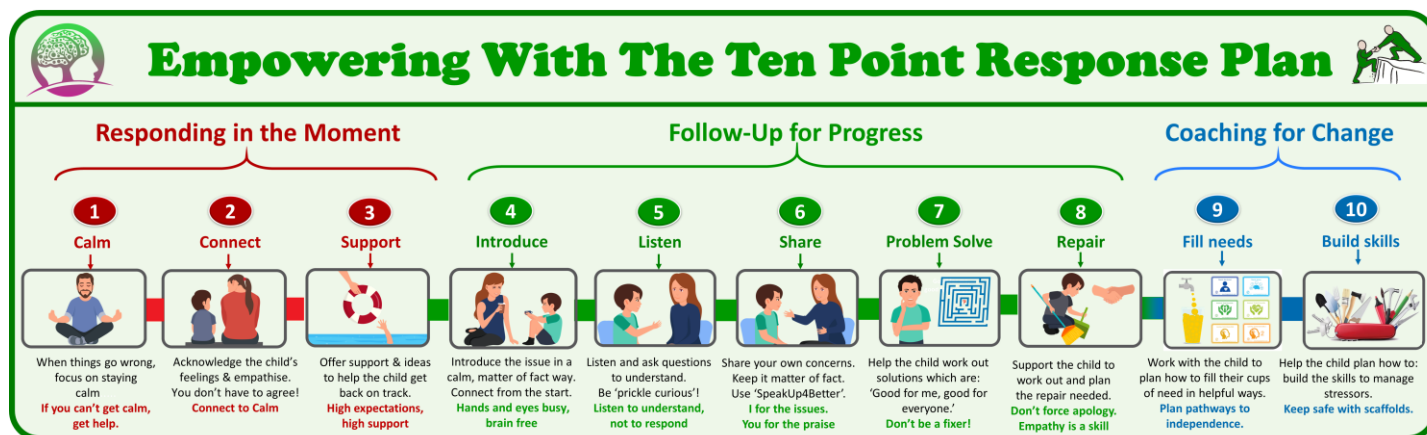 Empowering With The Ten Point Response Plan
Responding in the Moment
Follow-Up for Progress
Coaching for Change
1
Calm
When things go wrong,
focus on staying
calm
If you can't get calm,
get help.
2
Connect
Acknowledge the child's
feelings & empathise.
You don't have to agree!
Connect to Calm
3
Support
Offer support & ideas
to help the child get
back on track.
High expectations,
high support
4
Introduce
Introduce the issue in a
calm, matter of fact way.
Connect from the start.
Hands and eyes busy,
brain free
5
Listen
Listen and ask questions
to understand.
Be 'prickle curious'!
Listen to understand,
not to respond
6
Share
Share your own concerns.
Keep it matter of fact.
Use 'SpeakUp4Better'.
I for the issues.
You for the praise
7
Problem Solve
Help the child work out
solutions which are:
'Good for me, good for
everyone.'
Don't be a fixer!
8
Repair
Support the child to
work out and plan
the repair needed.
Don't force apology.
Empathy is a skill
9
Fill needs
Work with the child to
plan how to fill their cups
of need in helpful ways.
Plan pathways to
independence.
10
Build skills
Help the child plan how to:
build the skills to manage
stressors.
Keep safe with scaffolds.